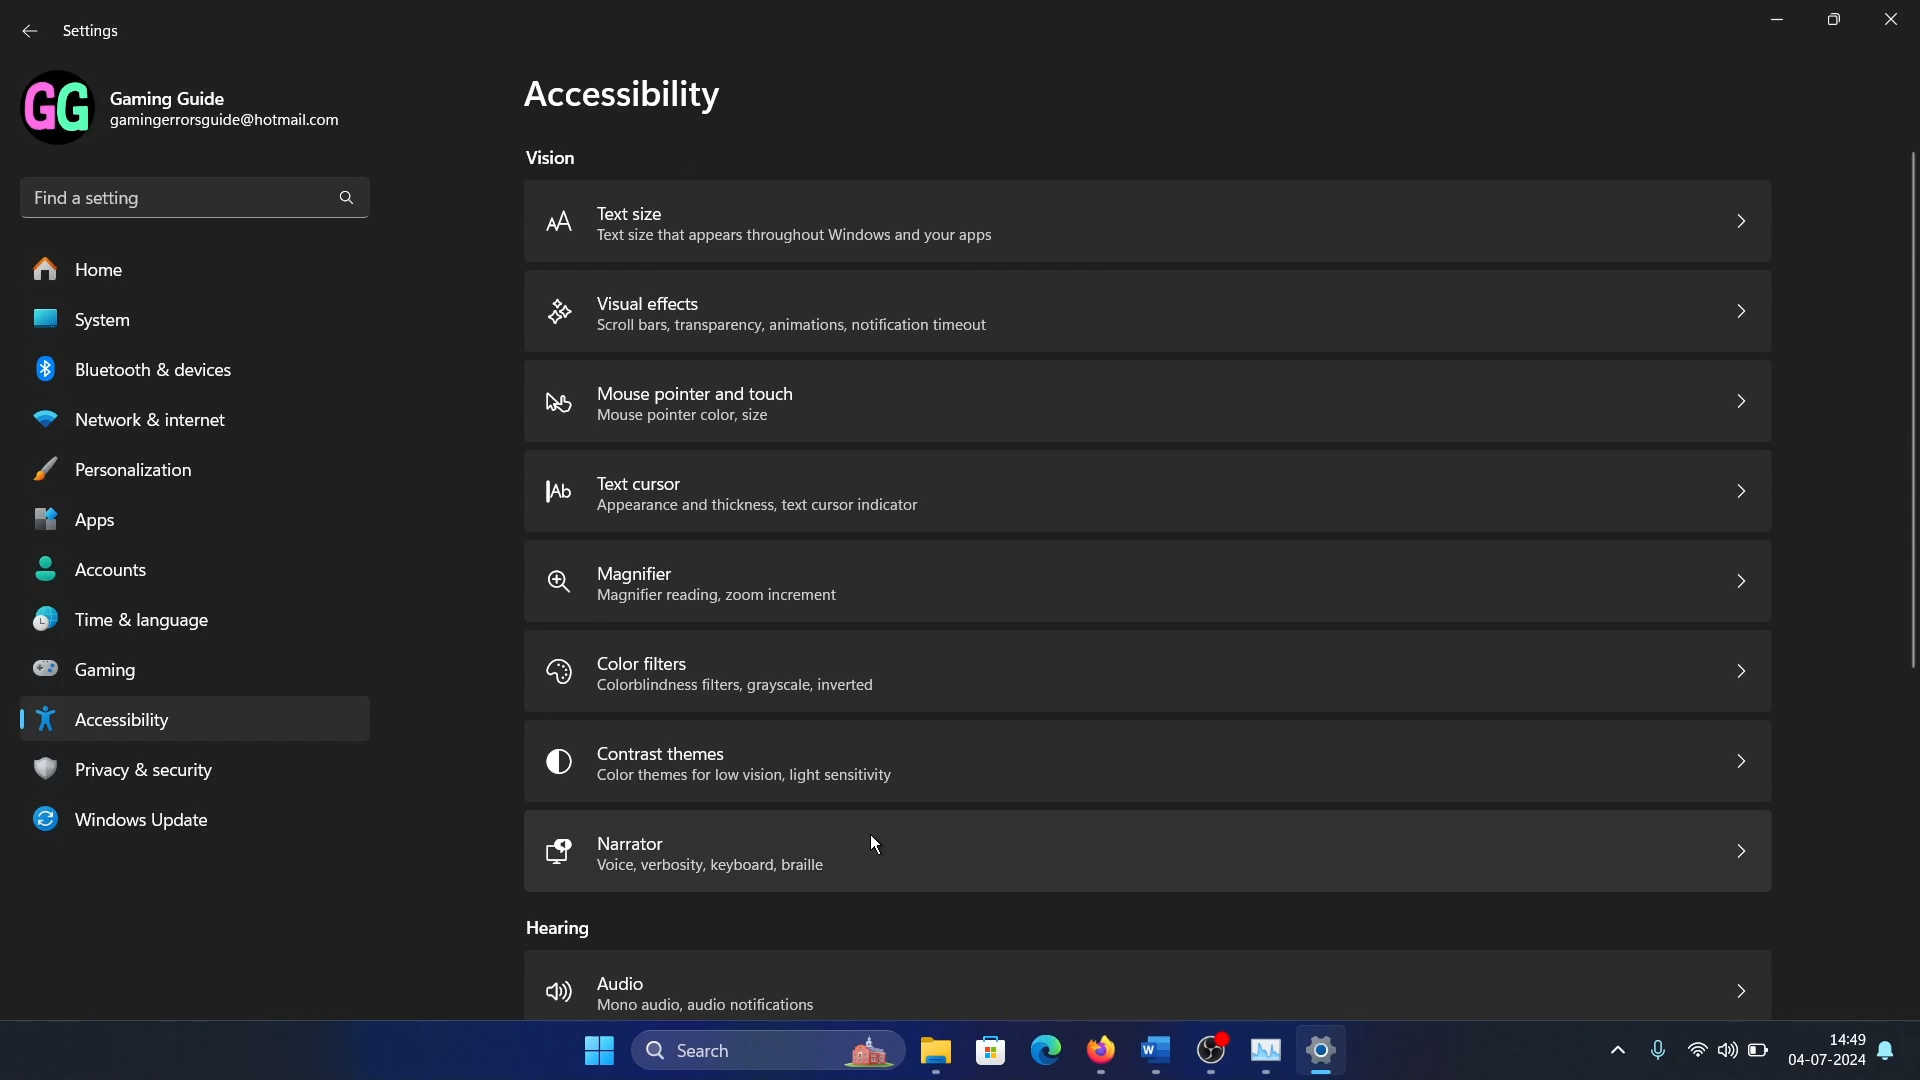 Settings
GG
Gaming Guide
gamingerrorsguide@hotmail.com
Find a setting
Home
System
Bluetooth & devices
Network & internet
Personalization
Apps
Accounts
Time & language
Gaming
Accessibility
Privacy & security
Windows Update
Accessibility
Vision
Text size
Text size that appears throughout Windows and your apps
Visual effects
Scroll bars, transparency, animations, notification timeout
Mouse pointer and touch
Mouse pointer color, size
Text cursor
Appearance and thickness, text cursor indicator
Magnifier
Magnifier reading, zoom increment
Color filters
Colorblindness filters, grayscale, inverted
Contrast themes
Color themes for low vision, light sensitivity
Narrator
Voice, verbosity, keyboard, braille
Hearing
Audio
Mono audio, audio notifications
Search
14:49
04-07-2024